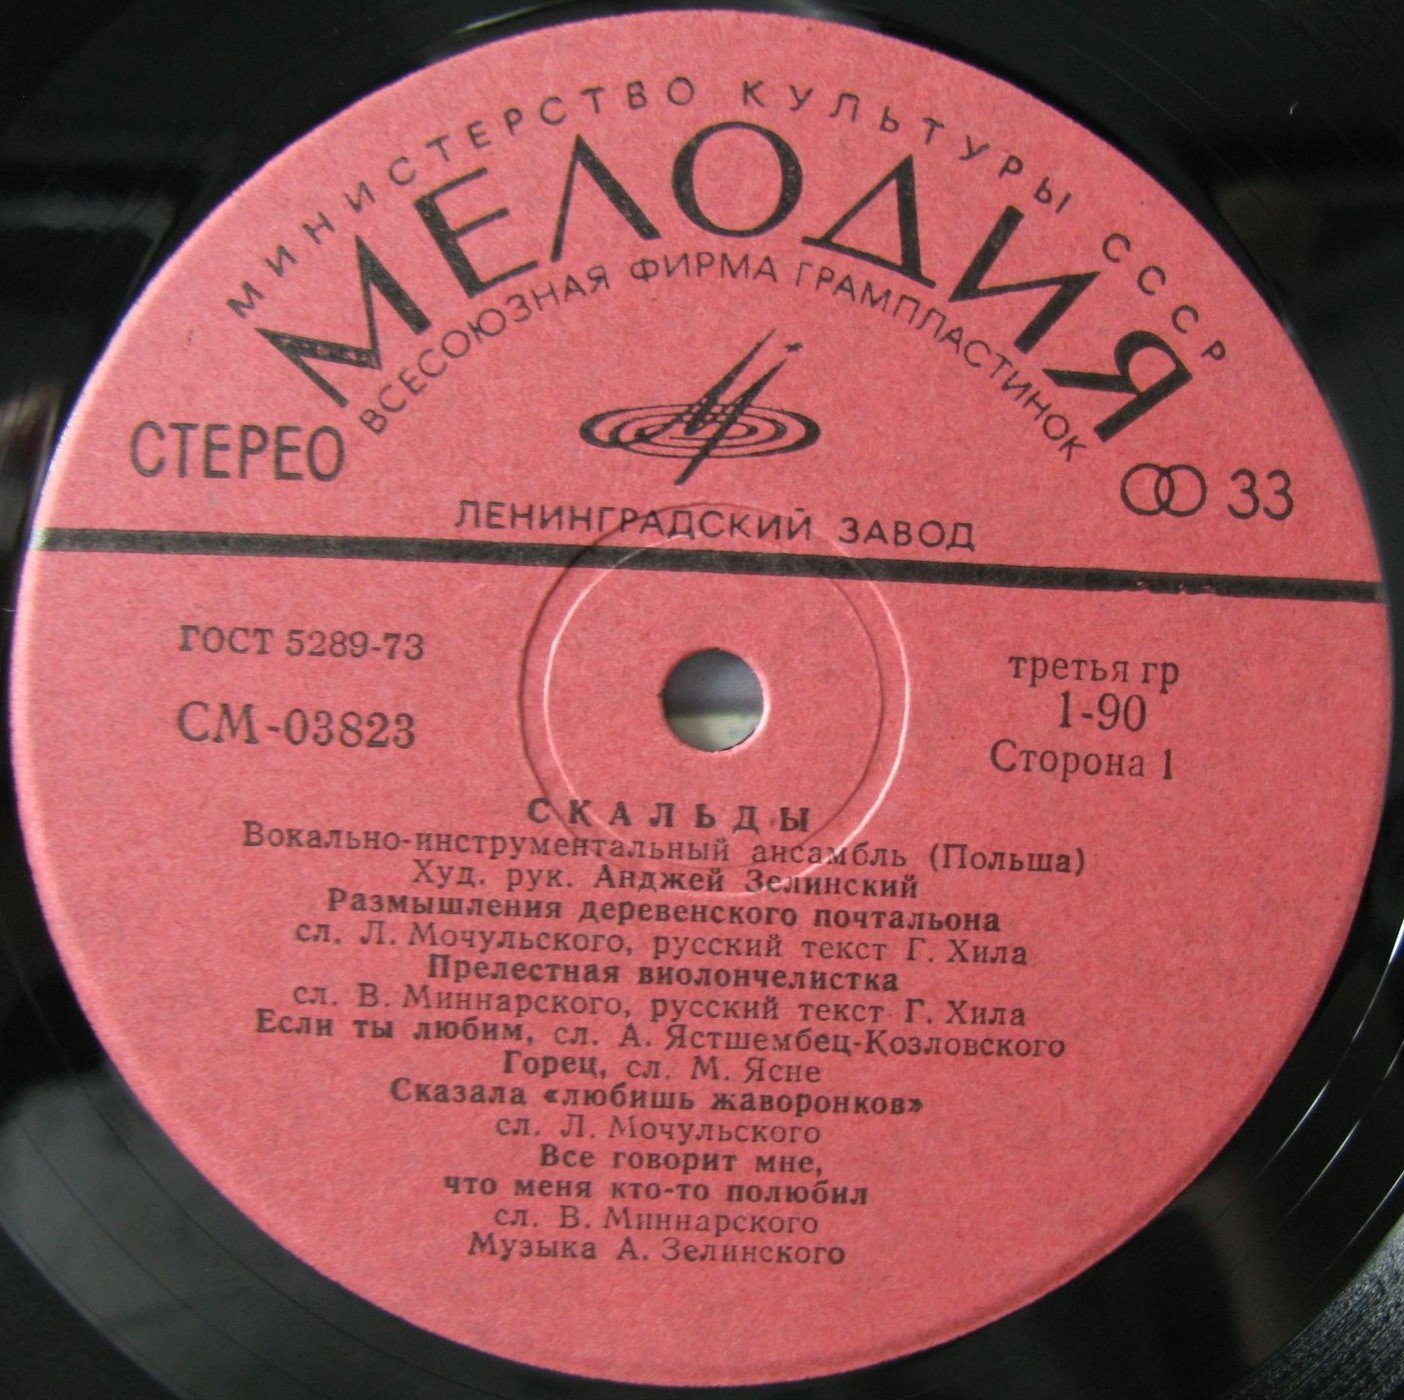 МИНИСТЕРСТВО КУЛЬТУРЫ СССР
МЕЛОДИЯ
ВСЕСОЮЗНАЯ ФИРМА ГРАМПЛАСТИНОК
СТЕРЕО
33
ЛЕНИНГРАДСКИЙ ЗАВОД
ГОСТ 5289-73
третья гр
СМ-03823
1-90
Сторона 1
СКАЛЬДЫ
Вокально-инструментальный ансамбль (Польша)
Худ. рук. Анджей Зелинский
Размышления деревенского почтальона
сл. Л. Мочульского, русский текст Г. Хила
Прелестная виолончелистка
сл. В. Миннарского, русский текст Г. Хила
Если ты любим, сл. А. Ястшембец-Козловского
Горец, сл. М. Ясне
Сказала «любишь жаворонков»
сл. Л. Мочульского
Все говорит мне,
что меня кто-то полюбил
сл. В. Миннарского
Музыка А. Зелинского